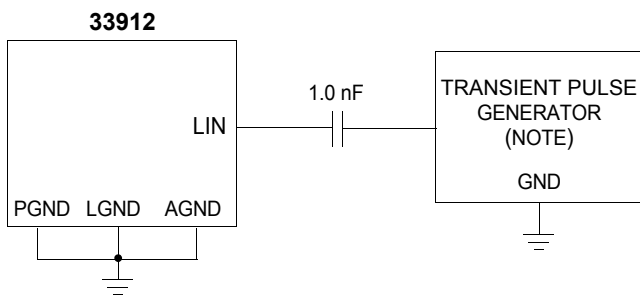 33912
LIN
PGND LGND AGND
1.0 nF
TRANSIENT PULSE
GENERATOR
(NOTE)
GND